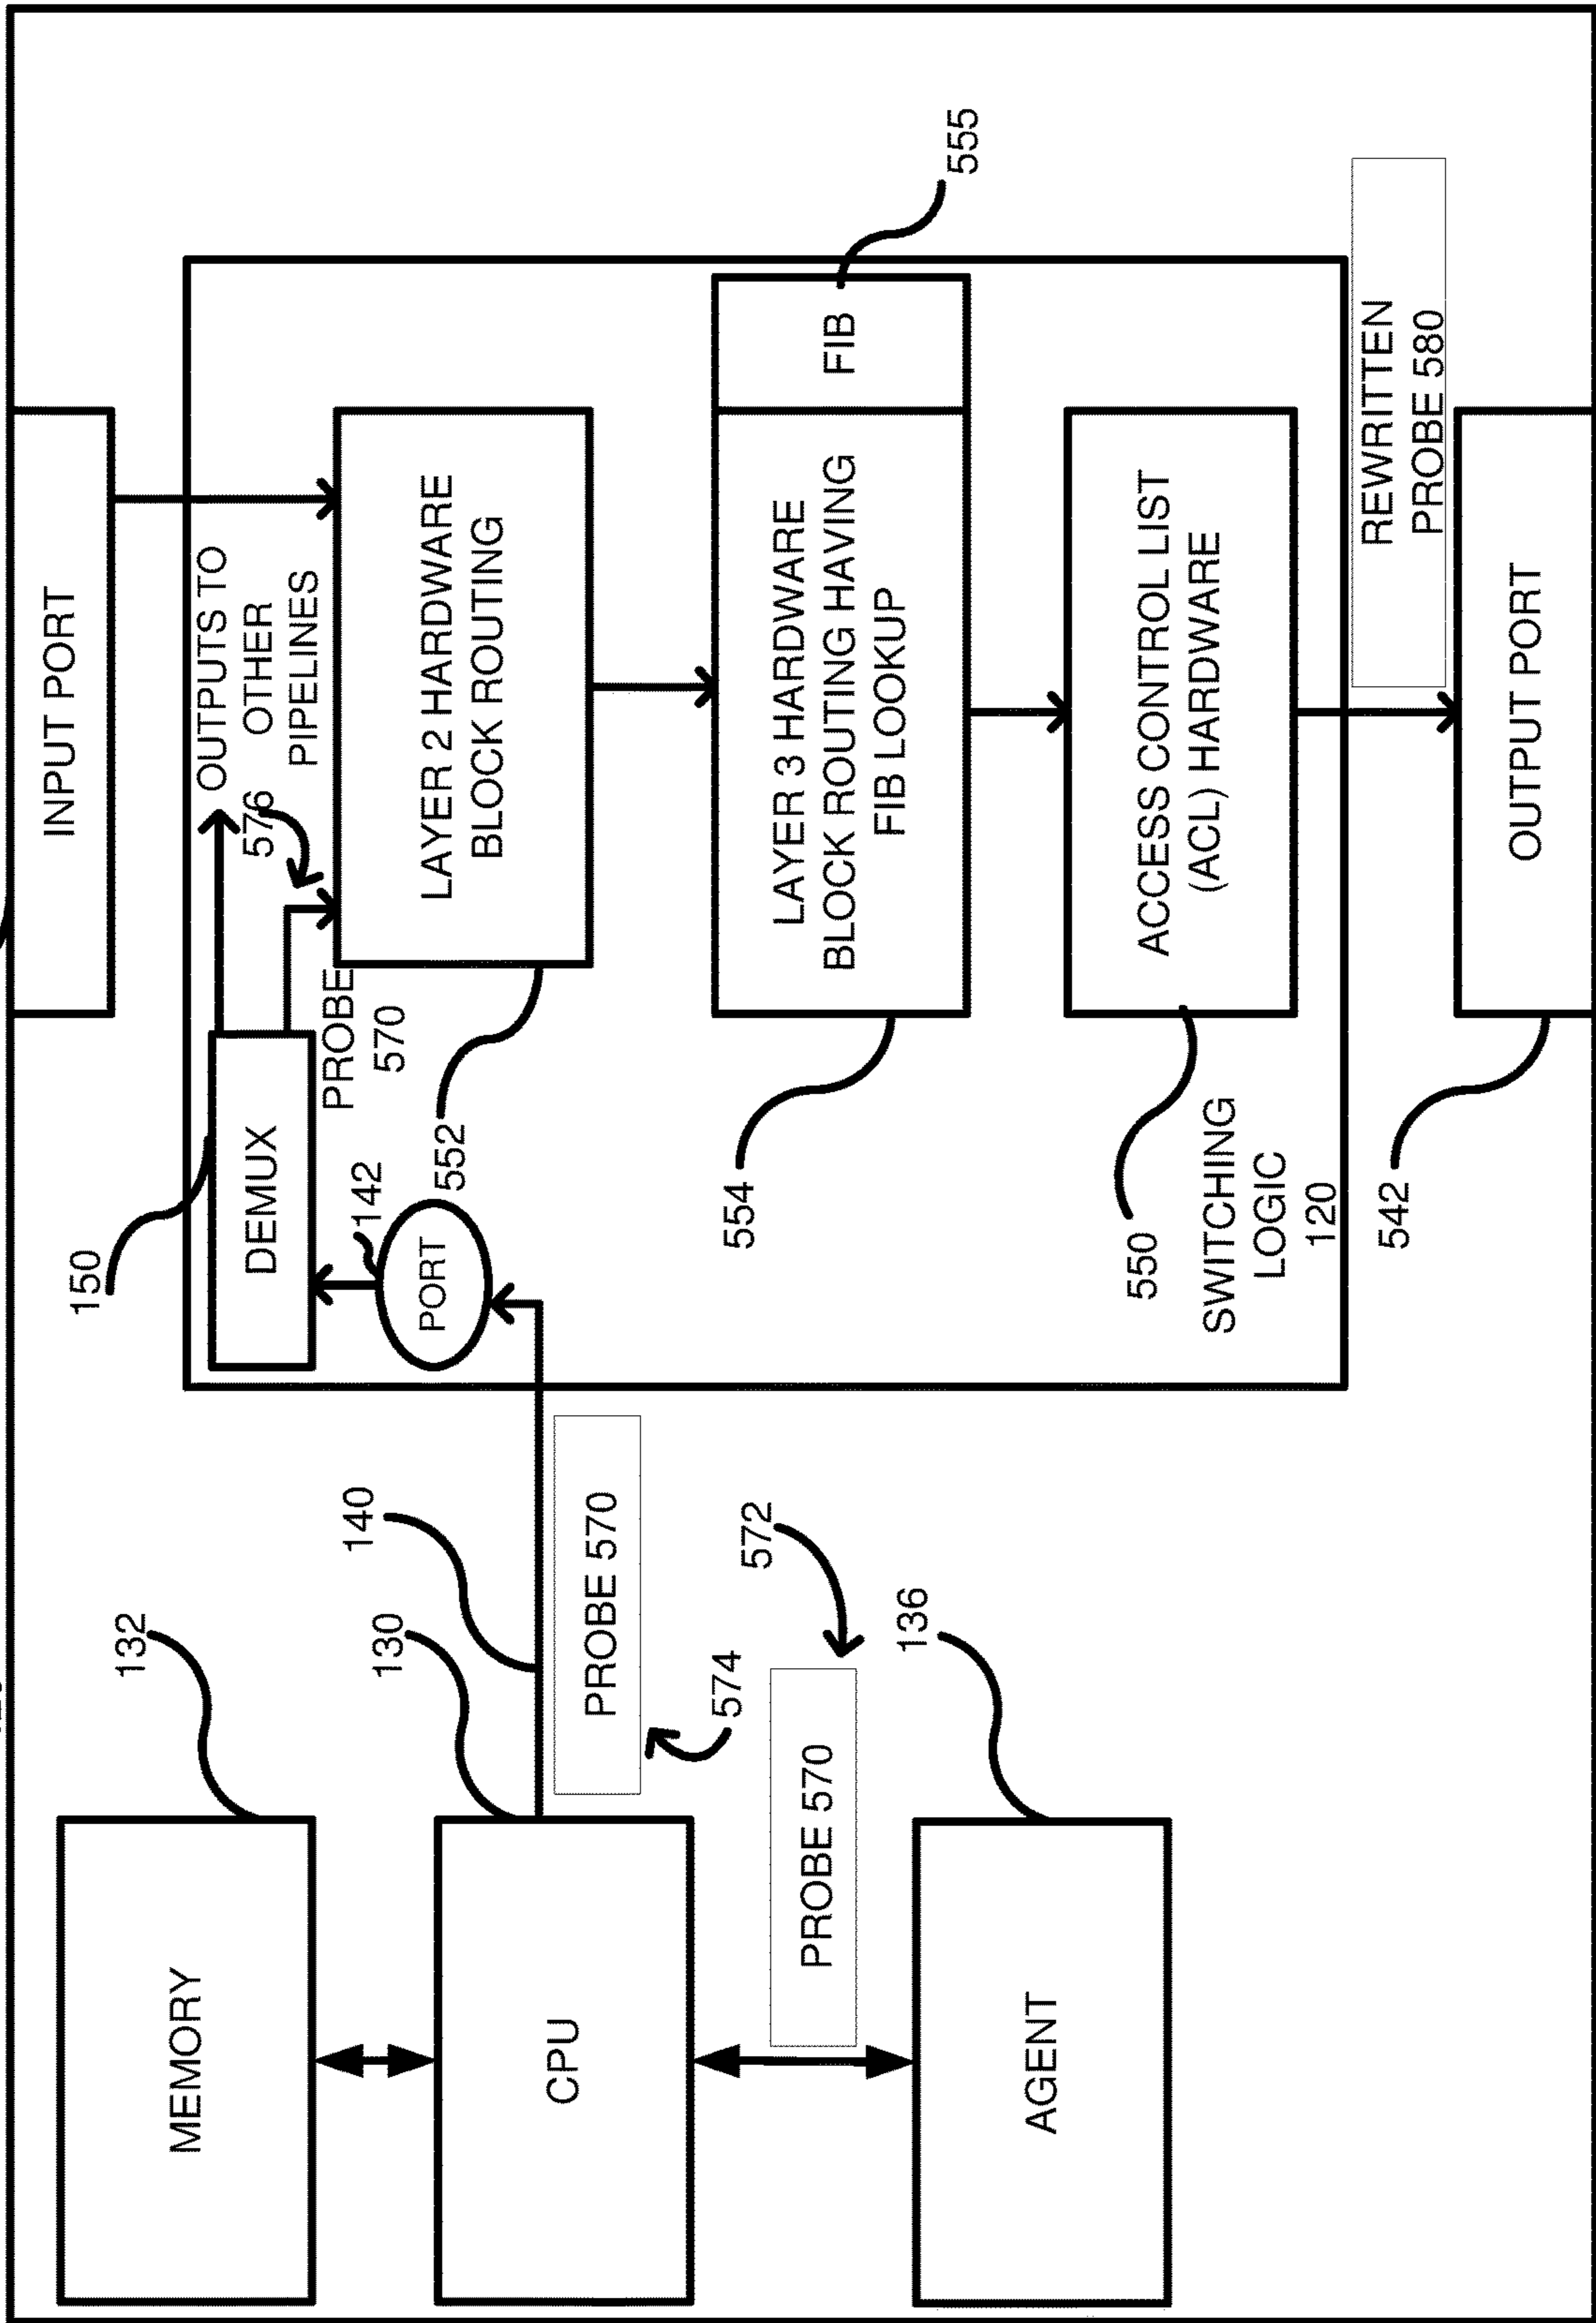 INPUT PORT
150
132
MEMORY
DEMUX
OUTPUTS TO
OTHER
PIPELINES
576
PROBE
570
142
PORT
140
130
CPU
PROBE 570
574
572
PROBE 570
136
AGENT
LAYER 2 HARDWARE
BLOCK ROUTING
552
LAYER 3 HARDWARE
BLOCK ROUTING HAVING
FIB LOOKUP
FIB
555
554
ACCESS CONTROL LIST
(ACL) HARDWARE
550
SWITCHING
LOGIC
120
REWRITTEN
PROBE 580
542
OUTPUT PORT